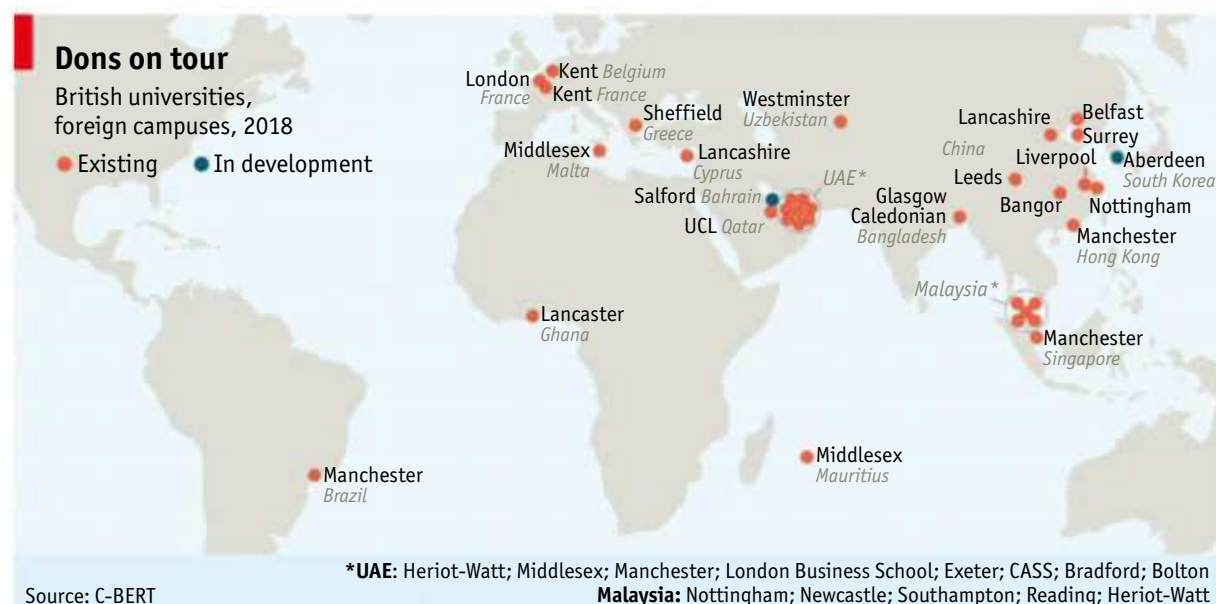 Dons on tour
British universities,
foreign campuses, 2018
Existing
In development
London
France
Kent Belgium
Kent France
Sheffield
Greece
Westminster
Uzbekistan
Middlesex
Malta
Lancashire
Cyprus
Salford Bahrain
UCL Qatar
UAE*
Lancashire
China
Belfast
Surrey
Liverpool
Aberdeen
South Korea
Leeds
Glasgow
Caledonian
Bangladesh
Bangor
Nottingham
Manchester
Hong Kong
Malaysia*
Manchester
Singapore
Lancaster
Ghana
Middlesex
Mauritius
Manchester
Brazil
*UAE: Heriot-Watt; Middlesex; Manchester; London Business School; Exeter; CASS; Bradford; Bolton
Malaysia: Nottingham; Newcastle; Southampton; Reading; Heriot-Watt
Source: C-BERT